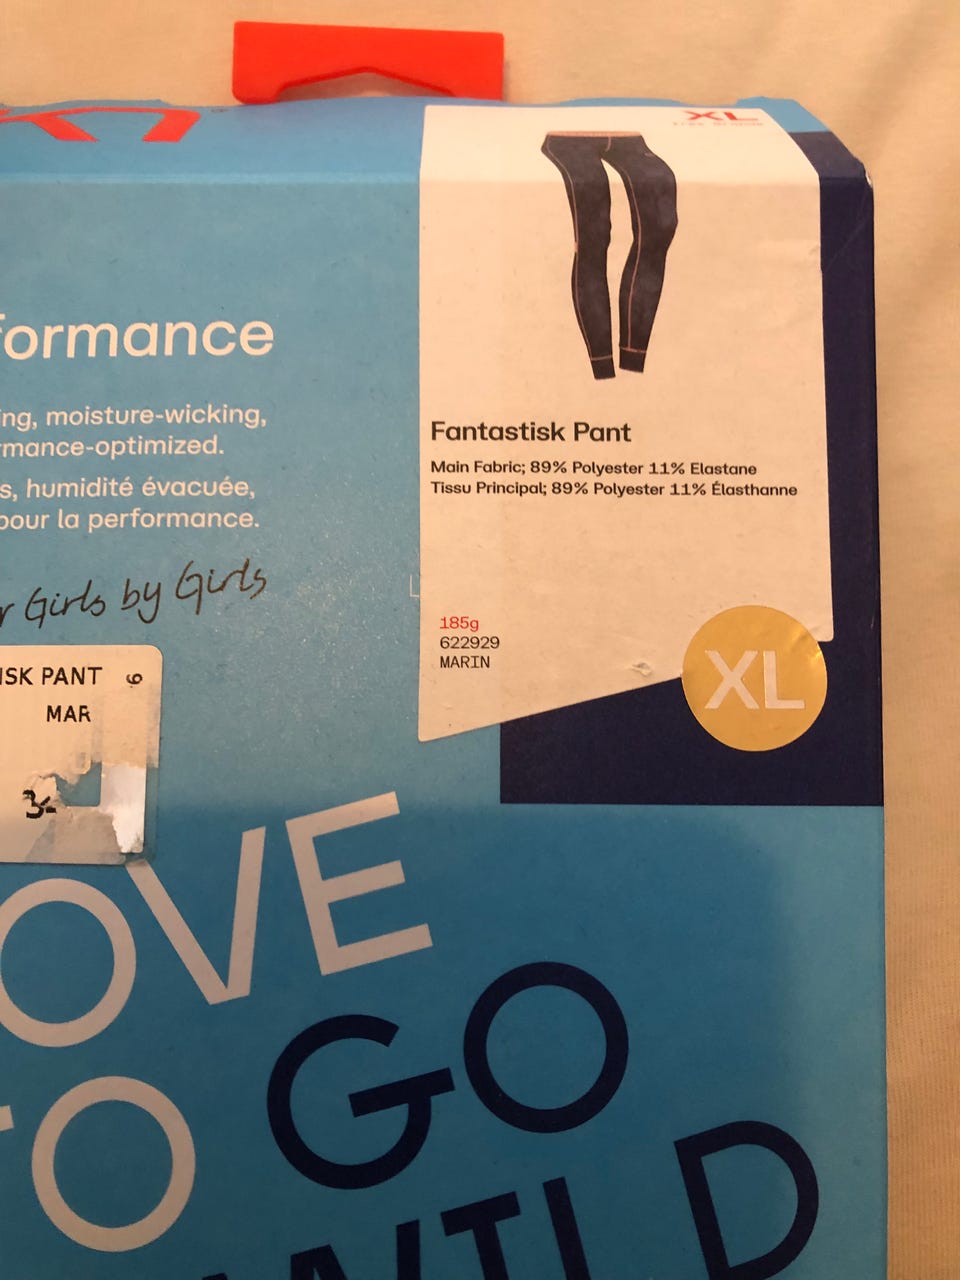 XL
formance
ing, moisture-wicking,
rmance-optimized.
s, humidité évacuée,
pour la performance.
r Girls by Girls
Fantastisk Pant
Main Fabric; 89% Polyester 11% Elastane
Tissu Principal; 89% Polyester 11% Élasthanne
185g
622929
MARIN
XL
ISK PANT
MAR
OVE
TO GO
WILD